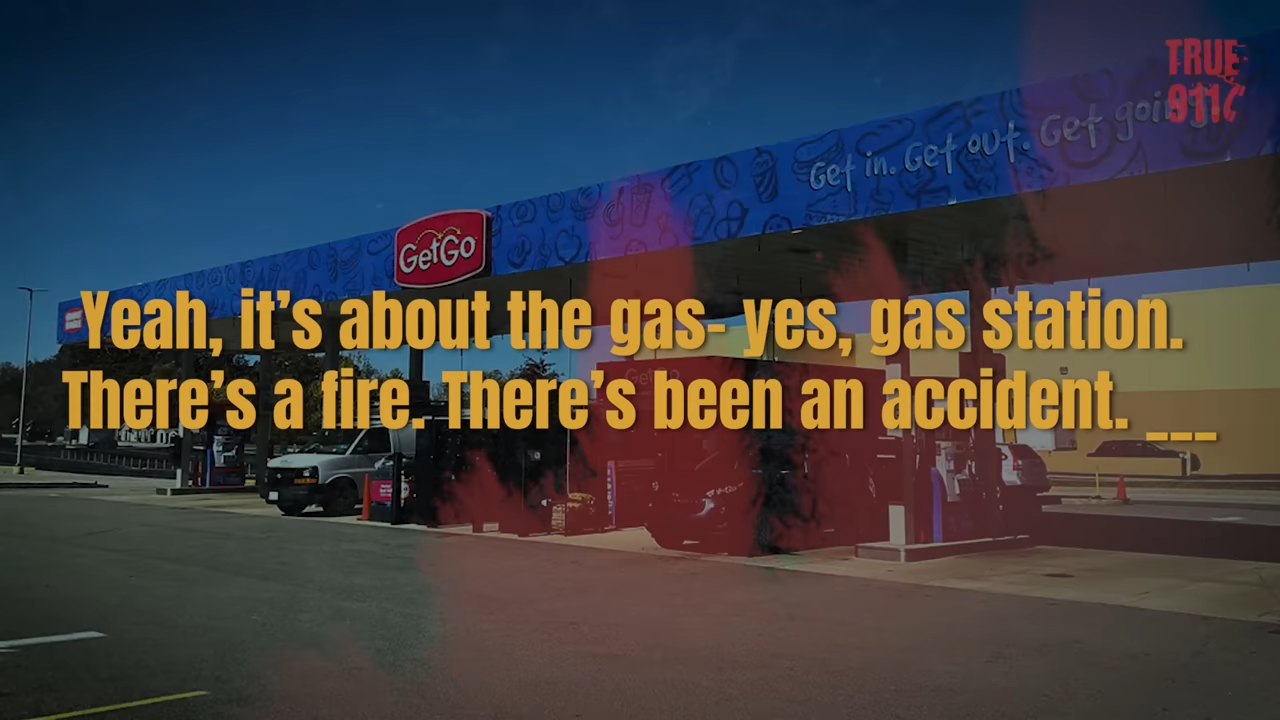 TRUE
911
Get in. Get out. Get going.
GetGo
Yeah, it’s about the gas- yes, gas station.
There’s a fire. There’s been an accident. ___
GetGo